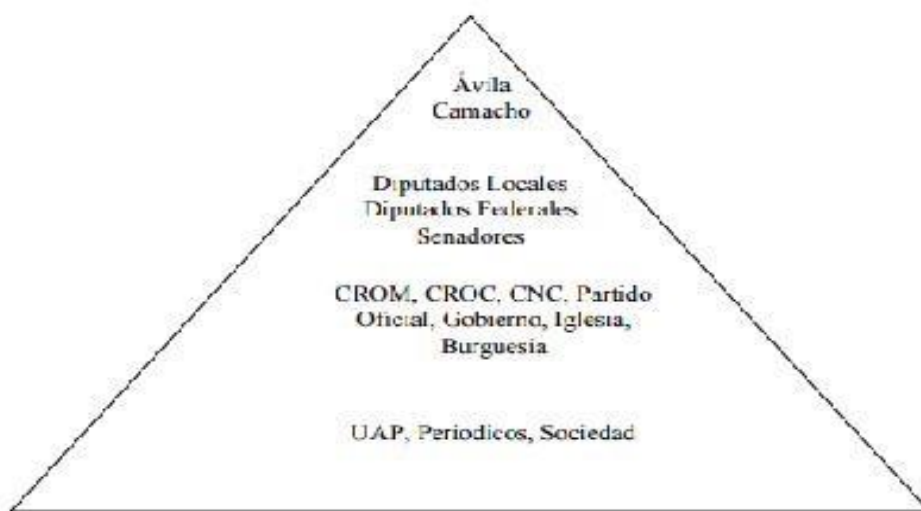 Ávila
Camacho
Diputados Locales
Diputados Federales
Senadores
CROM, CROC, CNC, Partido
Oficial, Gobierno, Iglesia,
Burguesía
UAP, Periodicos, Sociedad